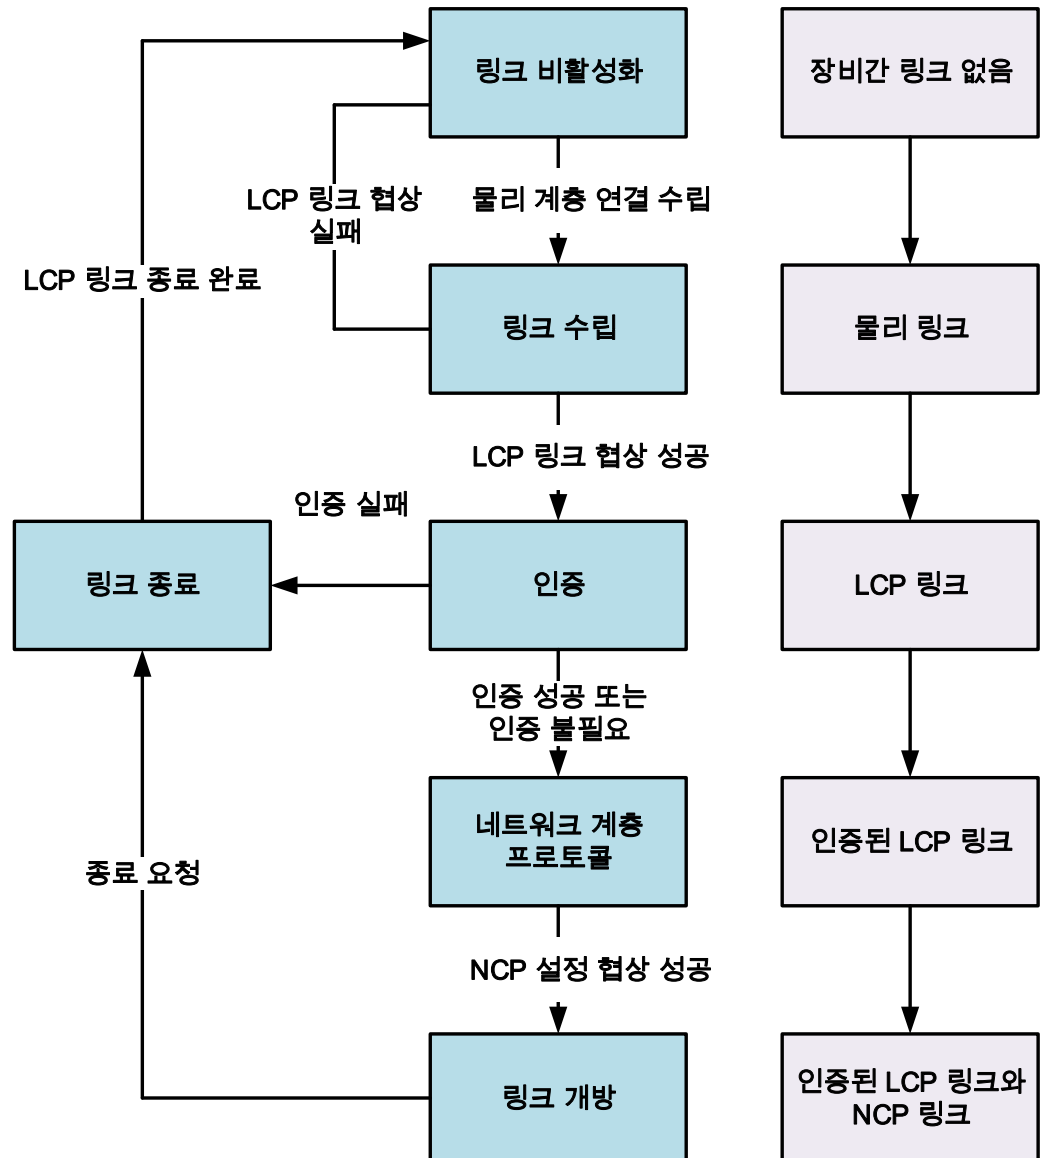 링크 비활성화
장비간 링크 없음
LCP 링크 협상
실패
물리 계층 연결 수립
LCP 링크 종료 완료
링크 수립
물리 링크
LCP 링크 협상 성공
인증 실패
링크 종료
인증
LCP 링크
인증 성공 또는
인증 불필요
네트워크 계층
프로토콜
인증된 LCP 링크
종료 요청
NCP 설정 협상 성공
링크 개방
인증된 LCP 링크와
NCP 링크